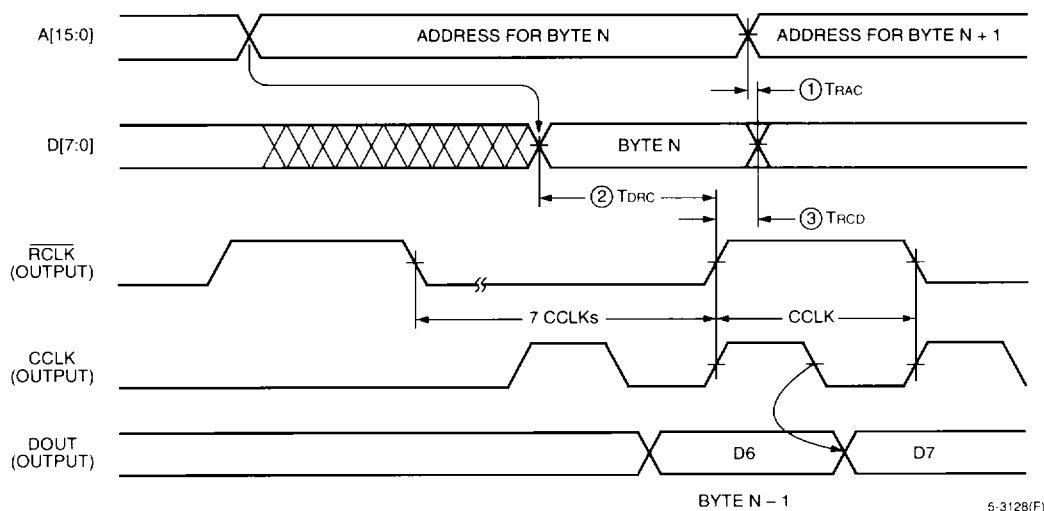 A[15:0]
ADDRESS FOR BYTE N
ADDRESS FOR BYTE N + 1
① TRAC
D[7:0]
BYTE N
② TDRC
③ TRCD
RCLK
(OUTPUT)
7 CCLKs
CCLK
CCLK
(OUTPUT)
DOUT
(OUTPUT)
D6
D7
BYTE N – 1
5-3128(F)